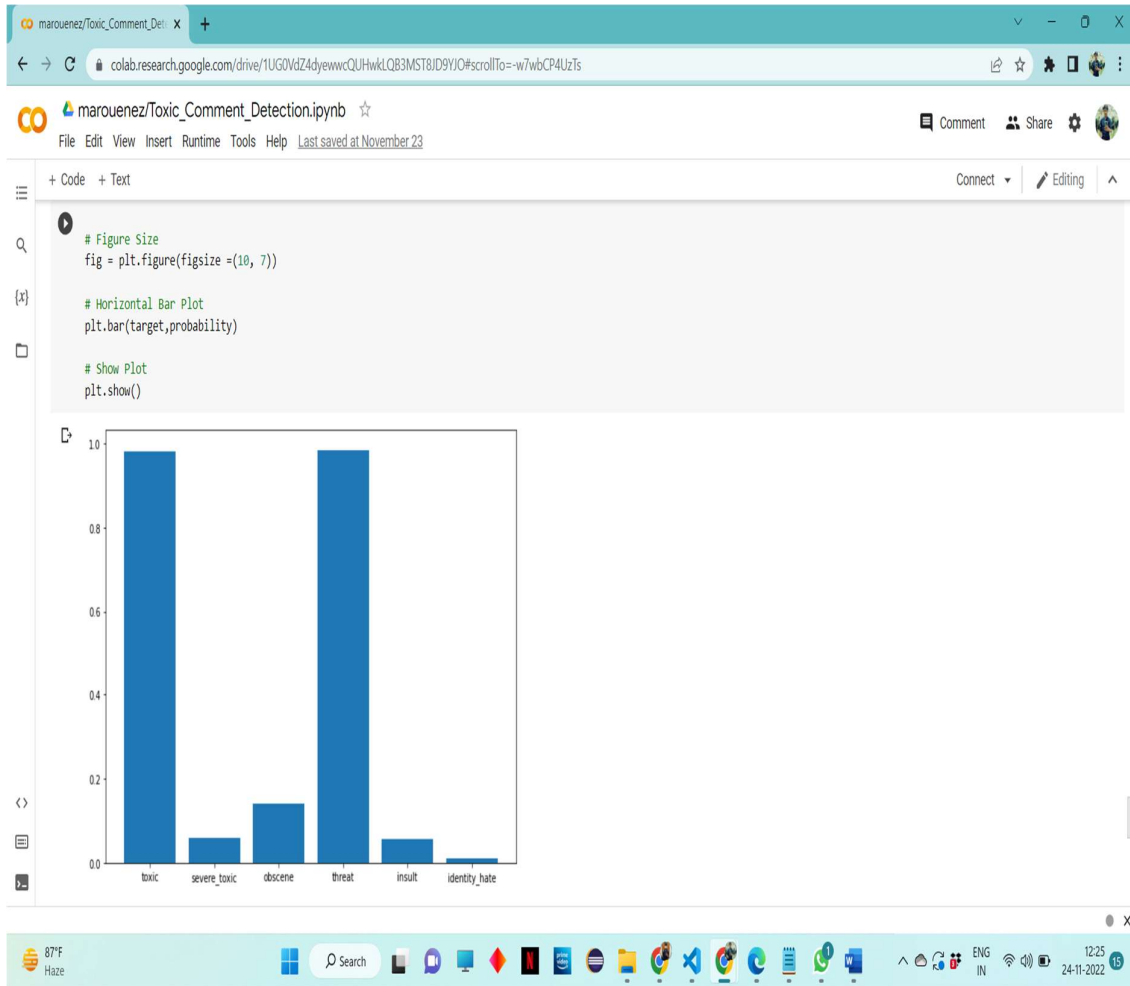 marouenez/Toxic_Comment_Det
colab.research.google.com/drive/1UG0VdZ4dyewwcQUHwkLQB3MST8JD9YJO#scrollTo=-w7wbCP4UzTs
CO
marouenez/Toxic_Comment_Detection.ipynb
Comment Share
File Edit View Insert Runtime Tools Help Last saved at November 23
+ Code + Text
Connect Editing
{x}
# Figure Size
fig = plt.figure(figsize =(10, 7))
# Horizontal Bar Plot
plt.bar(target,probability)
# Show Plot
plt.show()
1.0
0.8
0.6
0.4
0.2
0.0
toxic severe_toxic obscene threat insult identity_hate
87°F
Haze
Search
prime video
ENG
IN
12:25
24-11-2022
15